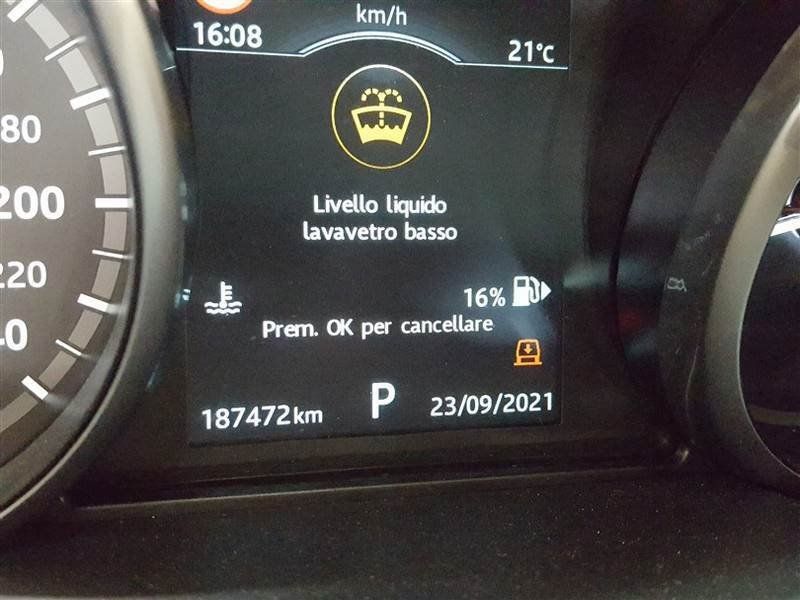 km/h
16:08
21°C
80
200
220
Livello liquido
lavavetro basso
16%
Prem. OK per cancellare
P
187472km
23/09/2021